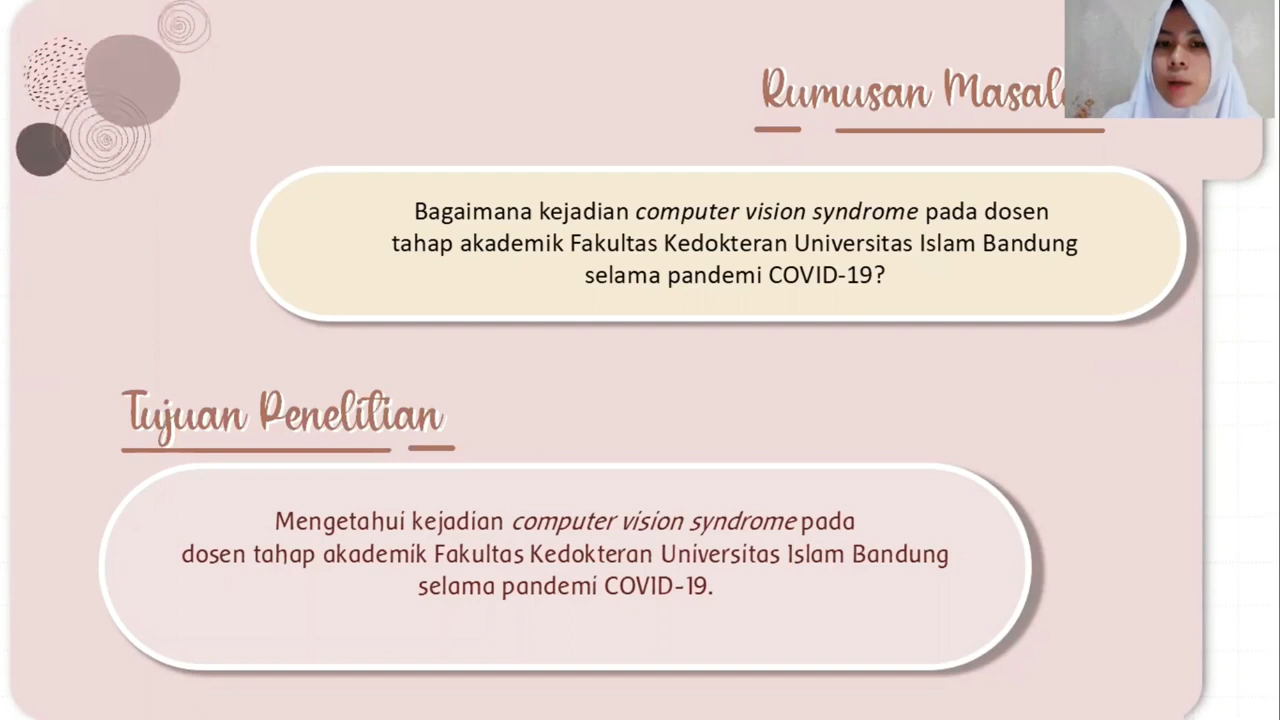 Rumusan Masal
Bagaimana kejadian computer vision syndrome pada dosen
tahap akademik Fakultas Kedokteran Universitas Islam Bandung
selama pandemi COVID-19?
Tujuan Penelitian
Mengetahui kejadian computer vision syndrome pada
dosen tahap akademik Fakultas Kedokteran Universitas Islam Bandung
selama pandemi COVID-19.